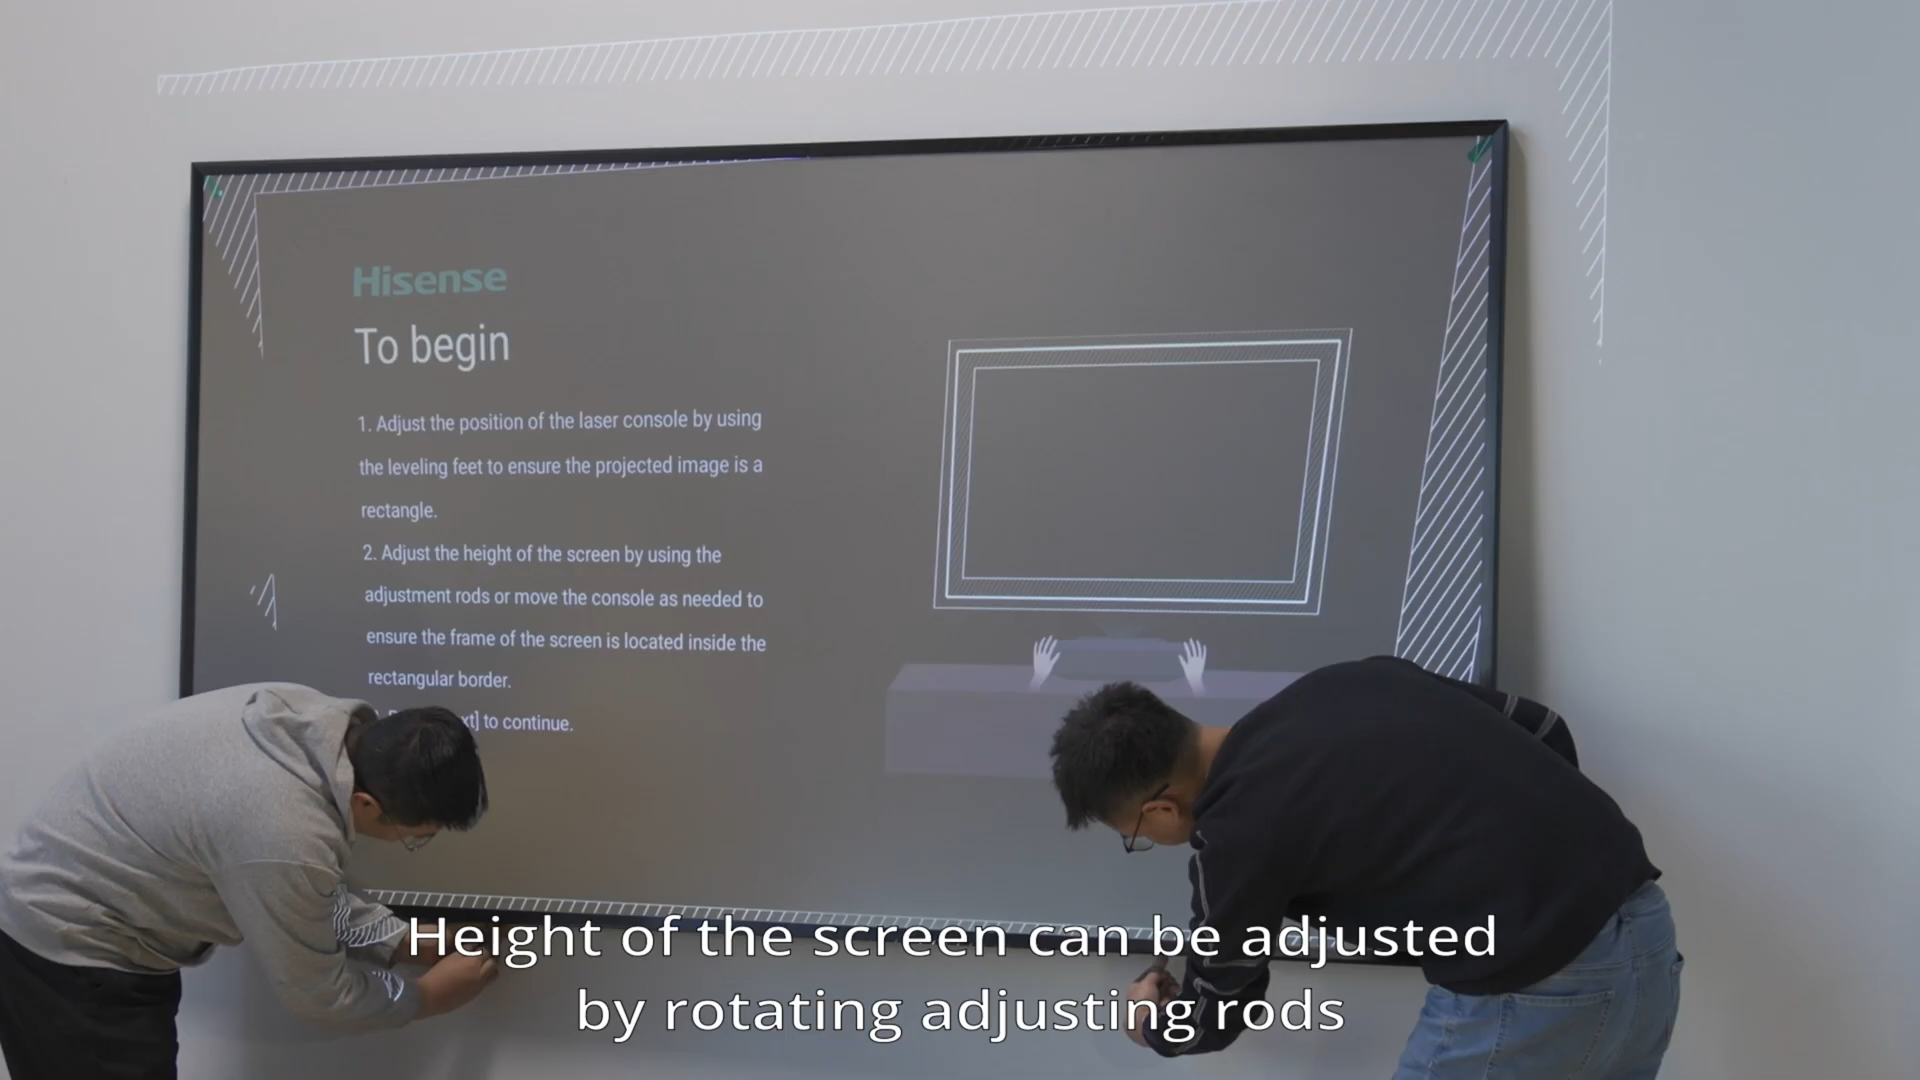 Hisense
To begin
1. Adjust the position of the laser console by using
the leveling feet to ensure the projected image is a
rectangle.
2. Adjust the height of the screen by using the
adjustment rods or move the console as needed to
ensure the frame of the screen is located inside the
rectangular border.
to continue.
Height of the screen can be adjusted
by rotating adjusting rods